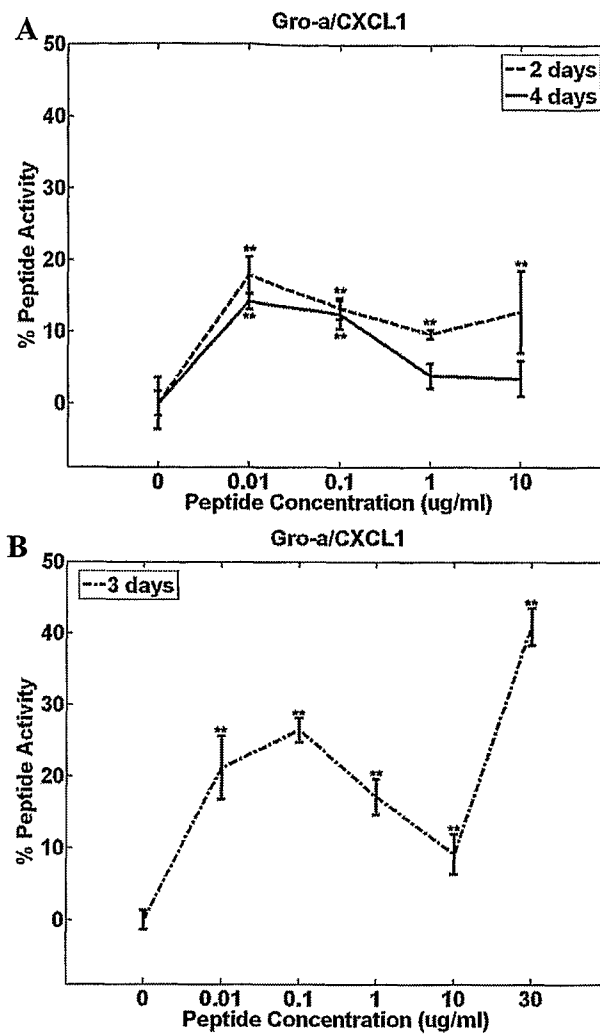 A
Gro-a/CXCL1
50
40
30
20
10
0
% Peptide Activity
2 days
4 days
**
**
**
**
**
**
0 0.01 0.1 1 10
Peptide Concentration (ug/ml)
B
Gro-a/CXCL1
50
40
30
20
10
0
% Peptide Activity
3 days
**
**
**
**
**
0 0.01 0.1 1 10 30
Peptide Concentration (ug/ml)